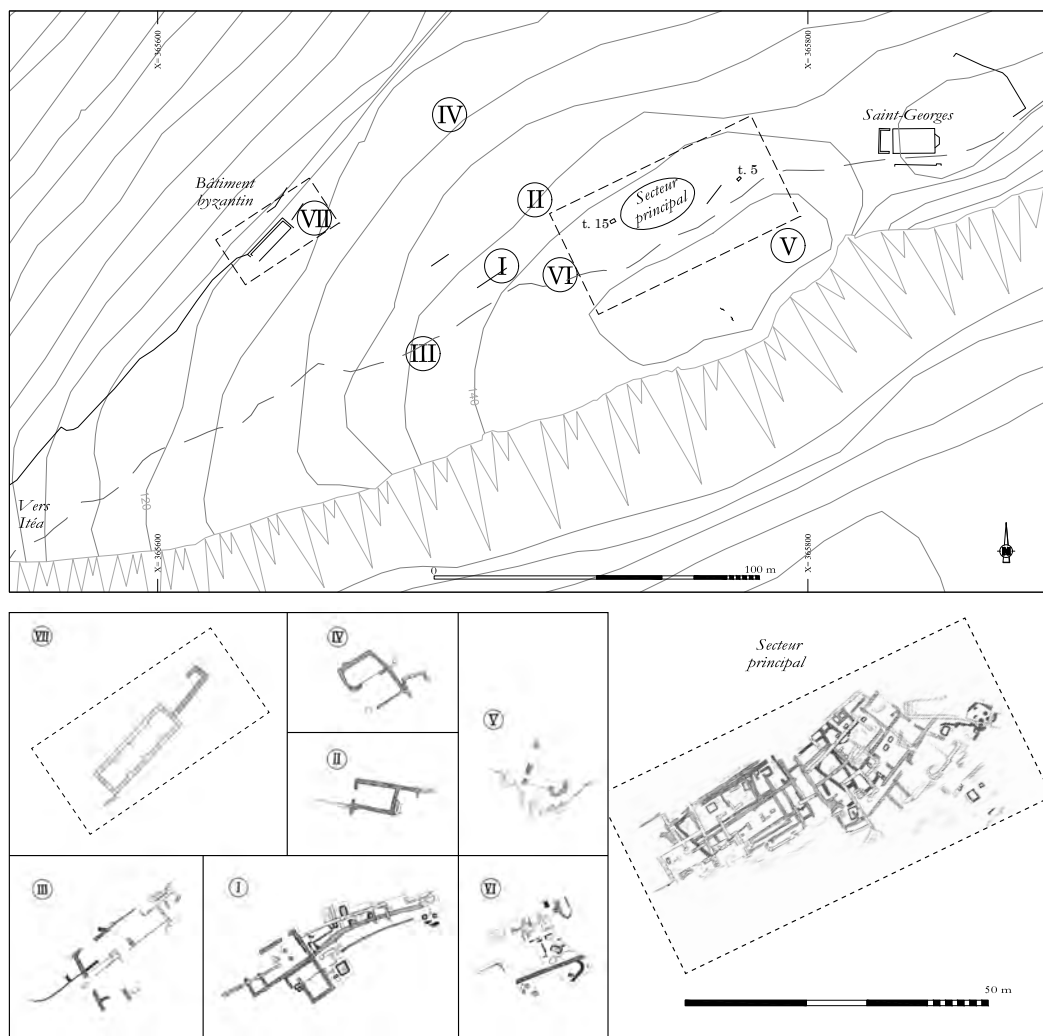 X= 365600
X= 365800
IV
Saint-Georges
Bâtiment
byzantin
VII
II
t. 5
Secteur
principal
t. 15
I
VI
V
III
140
Vers
Itéa
120
X= 365600
X= 365800
N
0
100 m
VII
IV
Secteur
principal
V
II
III
I
VI
50 m